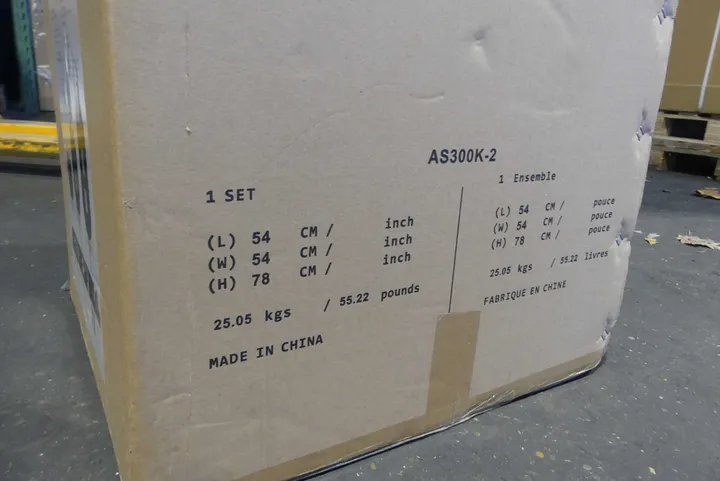 AS300K-2
1 SET
(L) 54 CM / inch
(W) 54 CM / inch
(H) 78 CM / inch
25.05 kgs / 55.22 pounds
MADE IN CHINA
1 Ensemble
(L) 54 CM / pouce
(W) 54 CM / pouce
(H) 78 CM / pouce
25.05 kgs / 55.22 livres
FABRIQUE EN CHINE